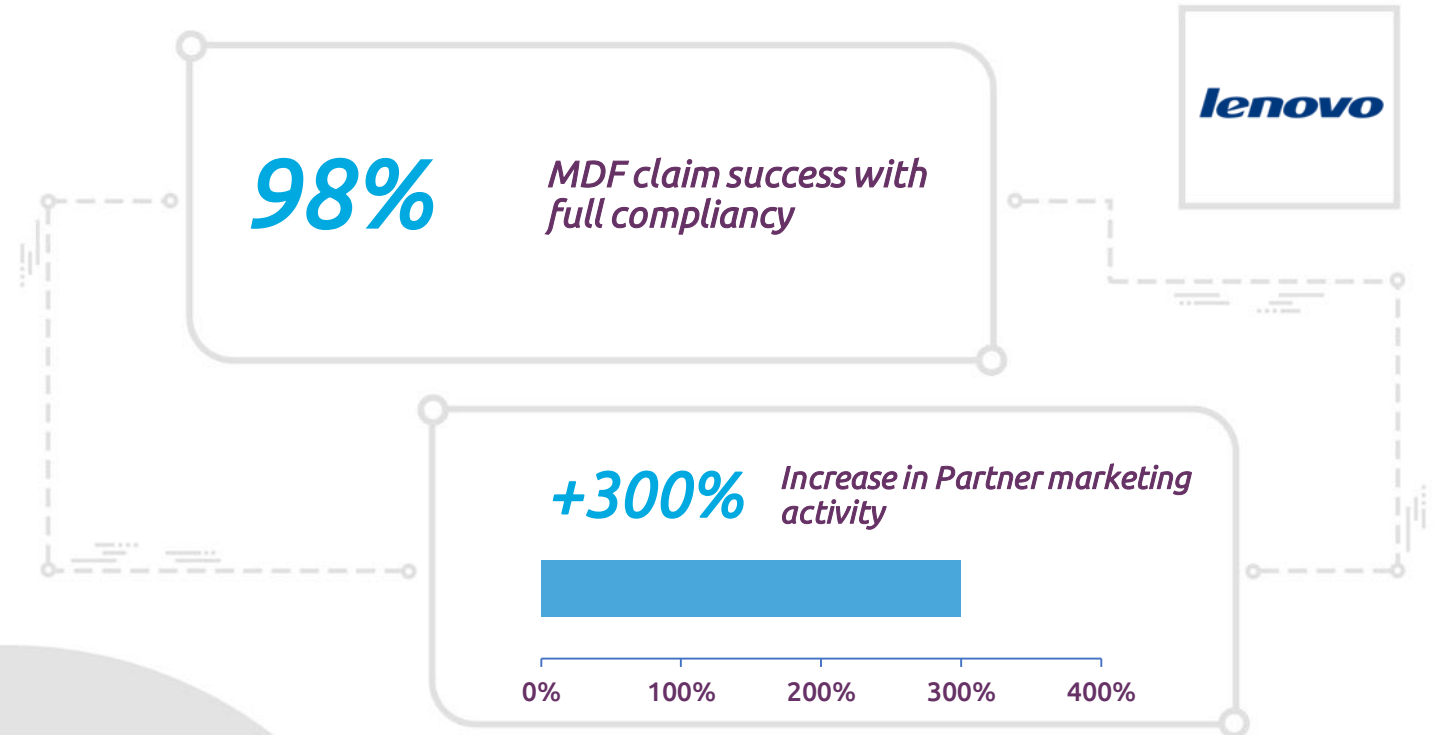 lenovo
98%
MDF claim success with
full compliancy
+300%
Increase in Partner marketing
activity
0% 100% 200% 300% 400%